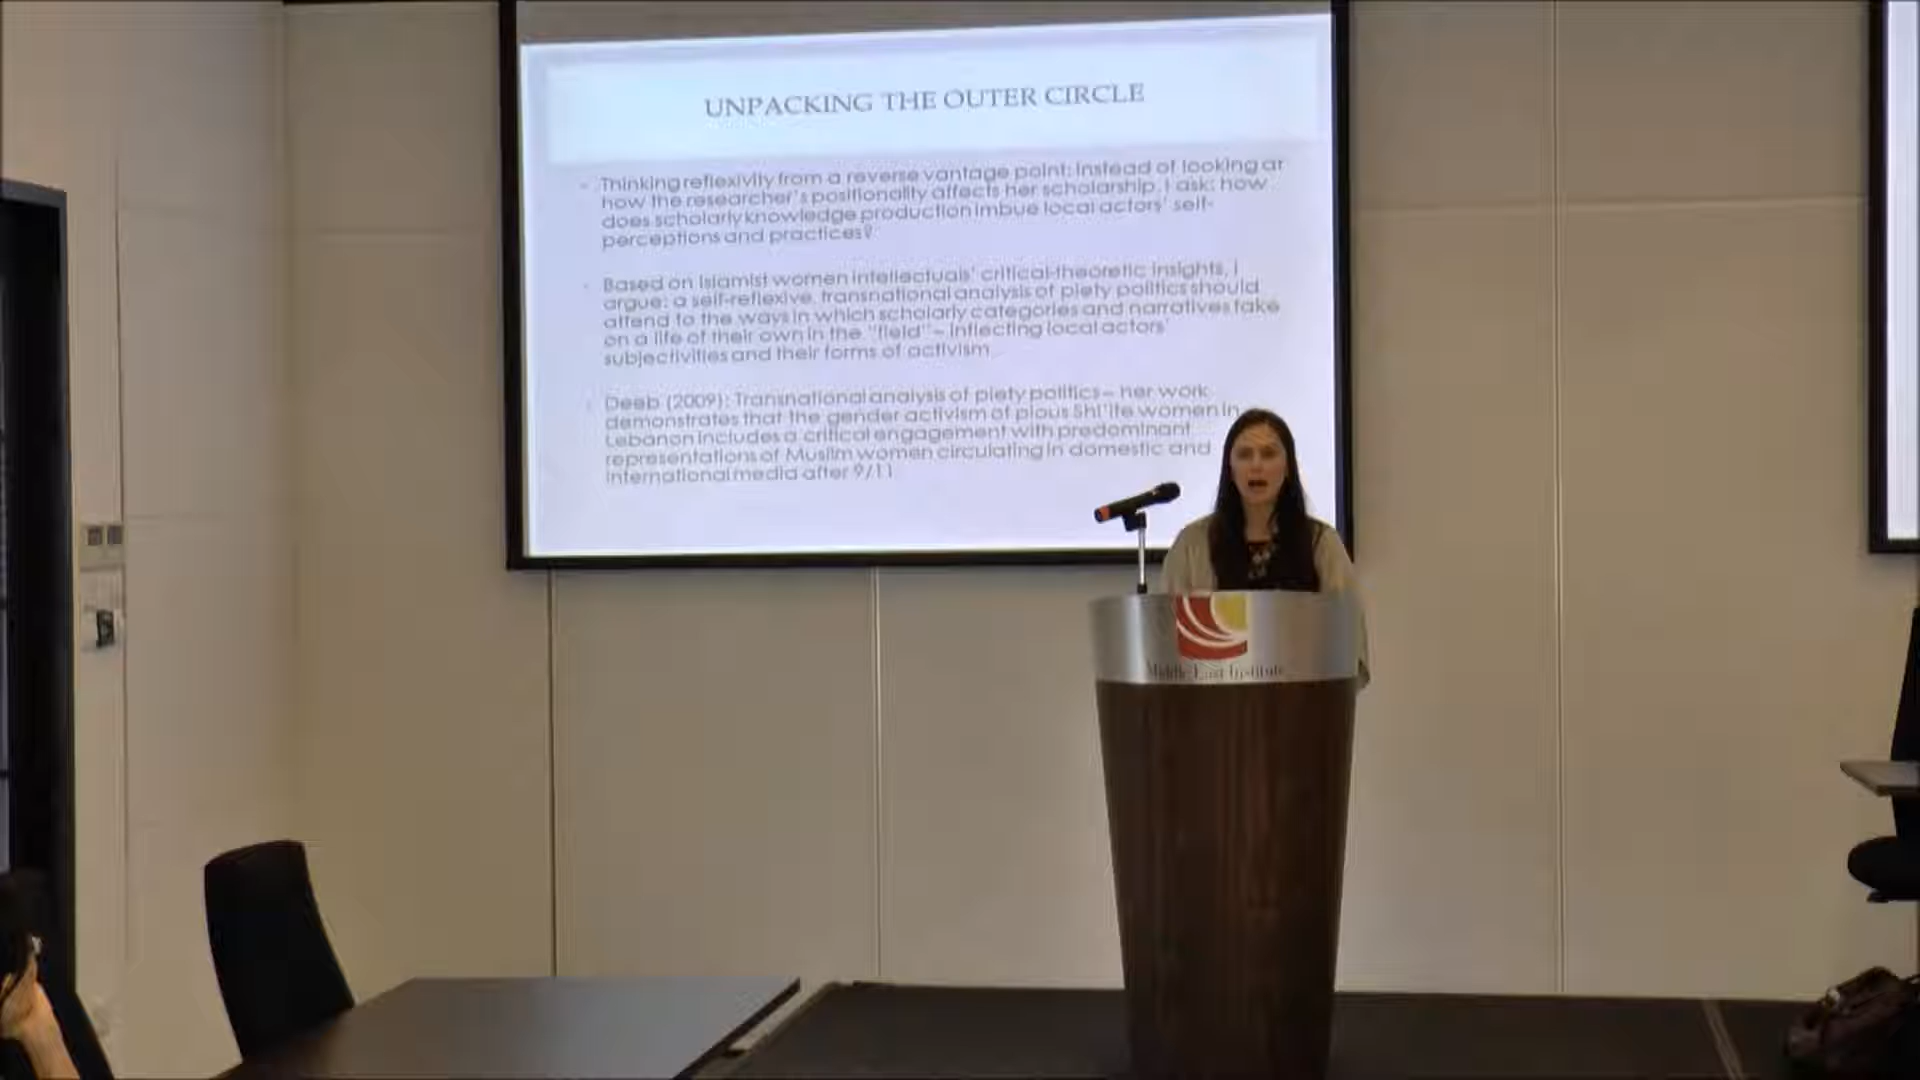 UNPACKING THE OUTER CIRCLE
Thinking reflexivity from a reverse vantage point: instead of looking at
how the researcher's positionality affects her scholarship, I ask: how
does scholarly knowledge production imbue local actors' self-
perceptions and practices?
Based on Islamist women intellectuals' critical-theoretic insights, I
argue: a self-reflexive, transnational analysis of piety politics should
attend to the ways in which scholarly categories and narratives take
on a life of their own in the "field" – inflecting local actors'
subjectivities and their forms of activism
Deeb (2009): Transnational analysis of piety politics – her work
demonstrates that the gender activism of pious Shi'ite women in
Lebanon includes a critical engagement with predominant
representations of Muslim women circulating in domestic and
international media after 9/11
Middle East Institute